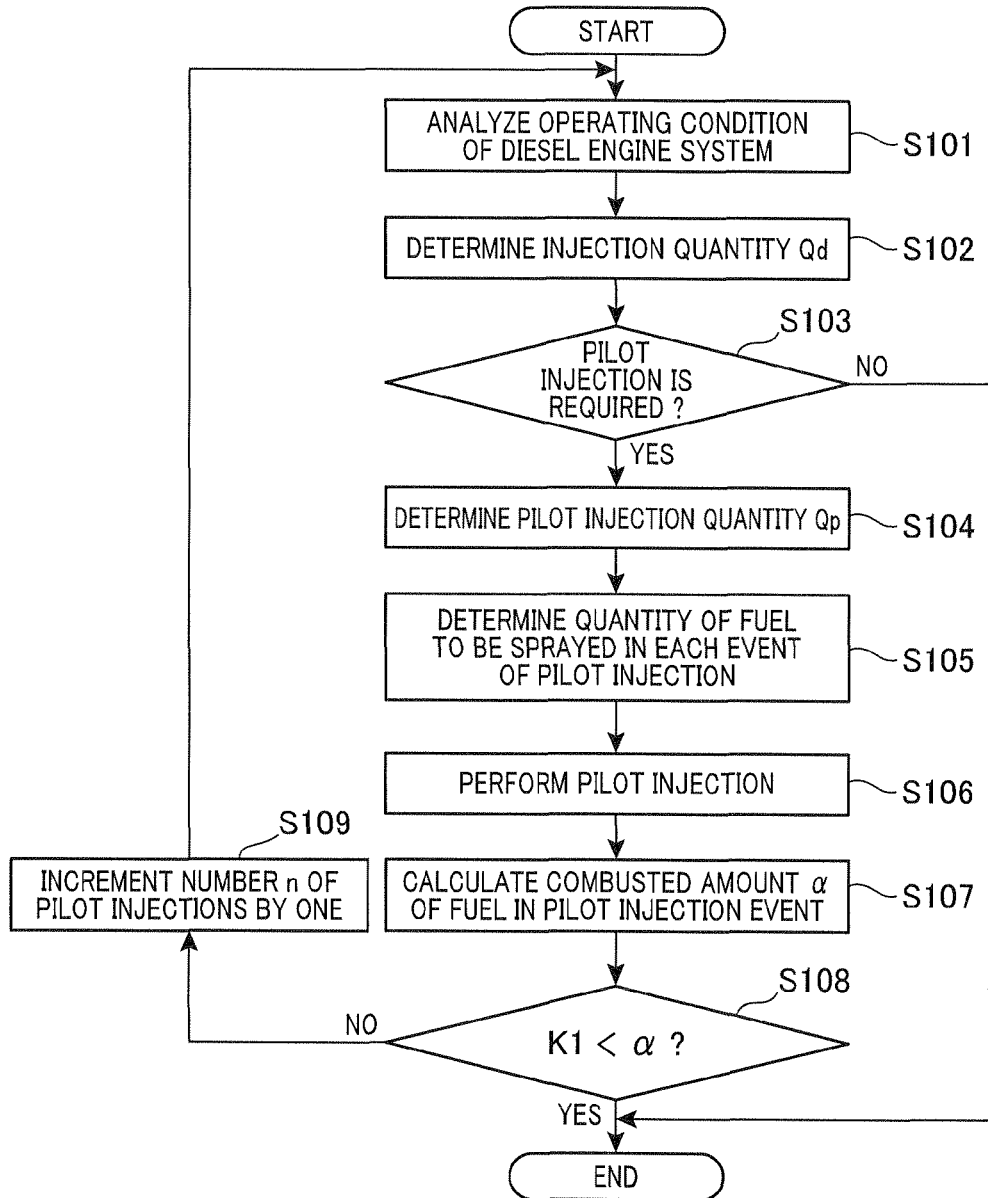 START
ANALYZE OPERATING CONDITION
OF DIESEL ENGINE SYSTEM
S101
DETERMINE INJECTION QUANTITY Qd
S102
S103
PILOT
INJECTION IS
REQUIRED ?
NO
YES
DETERMINE PILOT INJECTION QUANTITY Qp
S104
DETERMINE QUANTITY OF FUEL
TO BE SPRAYED IN EACH EVENT
OF PILOT INJECTION
S105
PERFORM PILOT INJECTION
S106
S109
INCREMENT NUMBER n OF
PILOT INJECTIONS BY ONE
CALCULATE COMBUSTED AMOUNT α
OF FUEL IN PILOT INJECTION EVENT
S107
S108
NO
K1 < α ?
YES
END